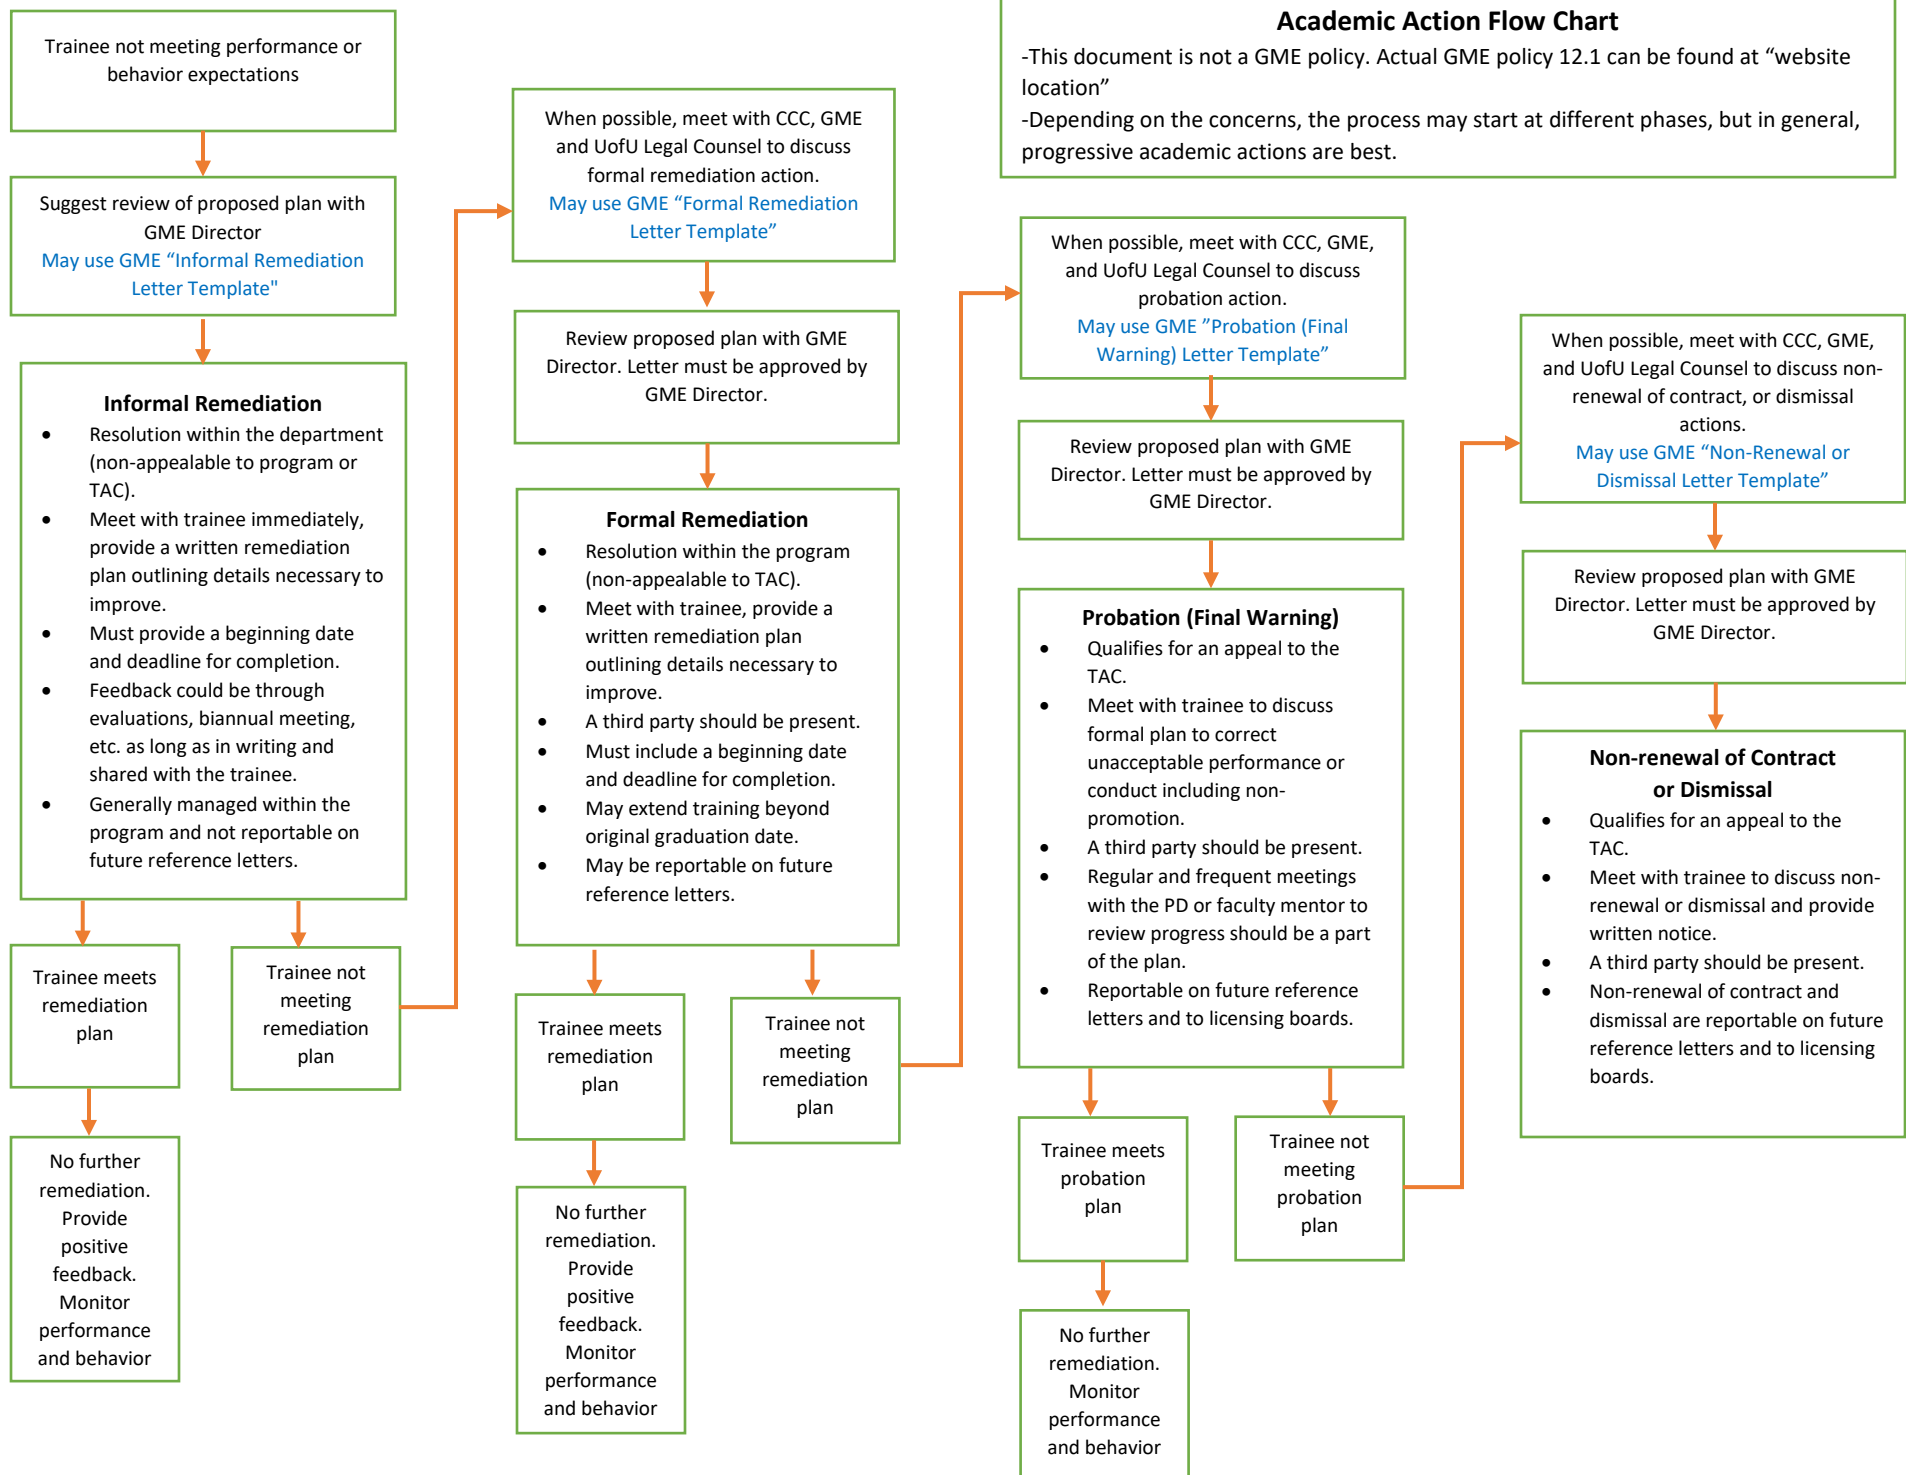 Academic Action Flow Chart
-This document is not a GME policy. Actual GME policy 12.1 can be found at “website
location”
-Depending on the concerns, the process may start at different phases, but in general,
progressive academic actions are best.
Trainee not meeting performance or
behavior expectations
Suggest review of proposed plan with
GME Director
May use GME “Informal Remediation
Letter Template"
Informal Remediation
• Resolution within the department
(non-appealable to program or
TAC).
• Meet with trainee immediately,
provide a written remediation
plan outlining details necessary to
improve.
• Must provide a beginning date
and deadline for completion.
• Feedback could be through
evaluations, biannual meeting,
etc. as long as in writing and
shared with the trainee.
• Generally managed within the
program and not reportable on
future reference letters.
Trainee meets
remediation
plan
Trainee not
meeting
remediation
plan
No further
remediation.
Provide
positive
feedback.
Monitor
performance
and behavior
When possible, meet with CCC, GME
and UofU Legal Counsel to discuss
formal remediation action.
May use GME “Formal Remediation
Letter Template”
Review proposed plan with GME
Director. Letter must be approved by
GME Director.
Formal Remediation
• Resolution within the program
(non-appealable to TAC).
• Meet with trainee, provide a
written remediation plan
outlining details necessary to
improve.
• A third party should be present.
• Must include a beginning date
and deadline for completion.
• May extend training beyond
original graduation date.
• May be reportable on future
reference letters.
Trainee meets
remediation
plan
Trainee not
meeting
remediation
plan
No further
remediation.
Provide
positive
feedback.
Monitor
performance
and behavior
When possible, meet with CCC, GME,
and UofU Legal Counsel to discuss
probation action.
May use GME ”Probation (Final
Warning) Letter Template”
Review proposed plan with GME
Director. Letter must be approved by
GME Director.
Probation (Final Warning)
• Qualifies for an appeal to the
TAC.
• Meet with trainee to discuss
formal plan to correct
unacceptable performance or
conduct including non-
promotion.
• A third party should be present.
• Regular and frequent meetings
with the PD or faculty mentor to
review progress should be a part
of the plan.
• Reportable on future reference
letters and to licensing boards.
Trainee meets
probation
plan
Trainee not
meeting
probation
plan
No further
remediation.
Monitor
performance
and behavior
When possible, meet with CCC, GME,
and UofU Legal Counsel to discuss non-
renewal of contract, or dismissal
actions.
May use GME “Non-Renewal or
Dismissal Letter Template”
Review proposed plan with GME
Director. Letter must be approved by
GME Director.
Non-renewal of Contract
or Dismissal
• Qualifies for an appeal to the
TAC.
• Meet with trainee to discuss non-
renewal or dismissal and provide
written notice.
• A third party should be present.
• Non-renewal of contract and
dismissal are reportable on future
reference letters and to licensing
boards.